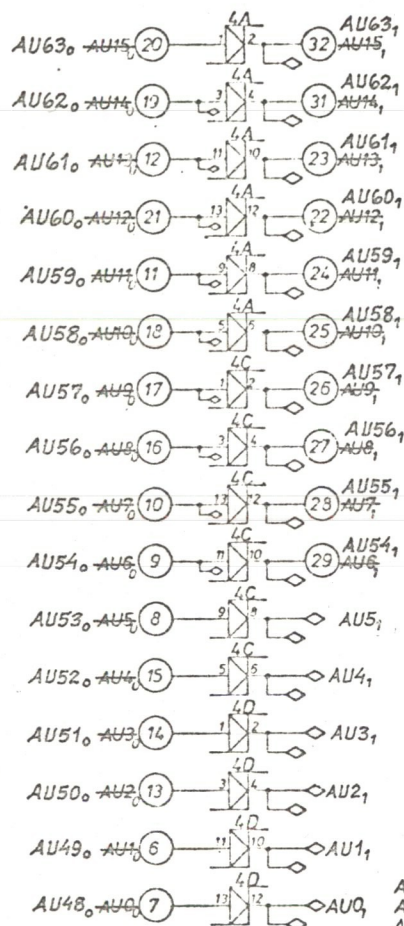 4A AU63₁
AU63₀ AU15₀ 20 1 2 32 AU15₁
4A AU62₁
AU62₀ AU14₀ 19 3 4 31 AU14₁
4A AU61₁
AU61₀ AU13₀ 12 11 10 23 AU13₁
4A AU60₁
AU60₀ AU12₀ 21 13 12 22 AU12₁
4A AU59₁
AU59₀ AU11₀ 11 9 8 24 AU11₁
4A AU58₁
AU58₀ AU10₀ 18 5 6 25 AU10₁
4C AU57₁
AU57₀ AU9₀ 17 1 2 26 AU9₁
4C AU56₁
AU56₀ AU8₀ 16 3 4 27 AU8₁
4C AU55₁
AU55₀ AU7₀ 10 13 12 28 AU7₁
4C AU54₁
AU54₀ AU6₀ 9 11 10 29 AU6₁
4C
AU53₀ AU5₀ 8 9 8 AU5₁
4C
AU52₀ AU4₀ 15 5 6 AU4₁
4D
AU51₀ AU3₀ 14 1 2 AU3₁
4D
AU50₀ AU2₀ 13 3 4 AU2₁
4D
AU49₀ AU1₀ 6 11 10 AU1₁
4D
AU48₀ AU0₀ 7 13 12 AU0₁